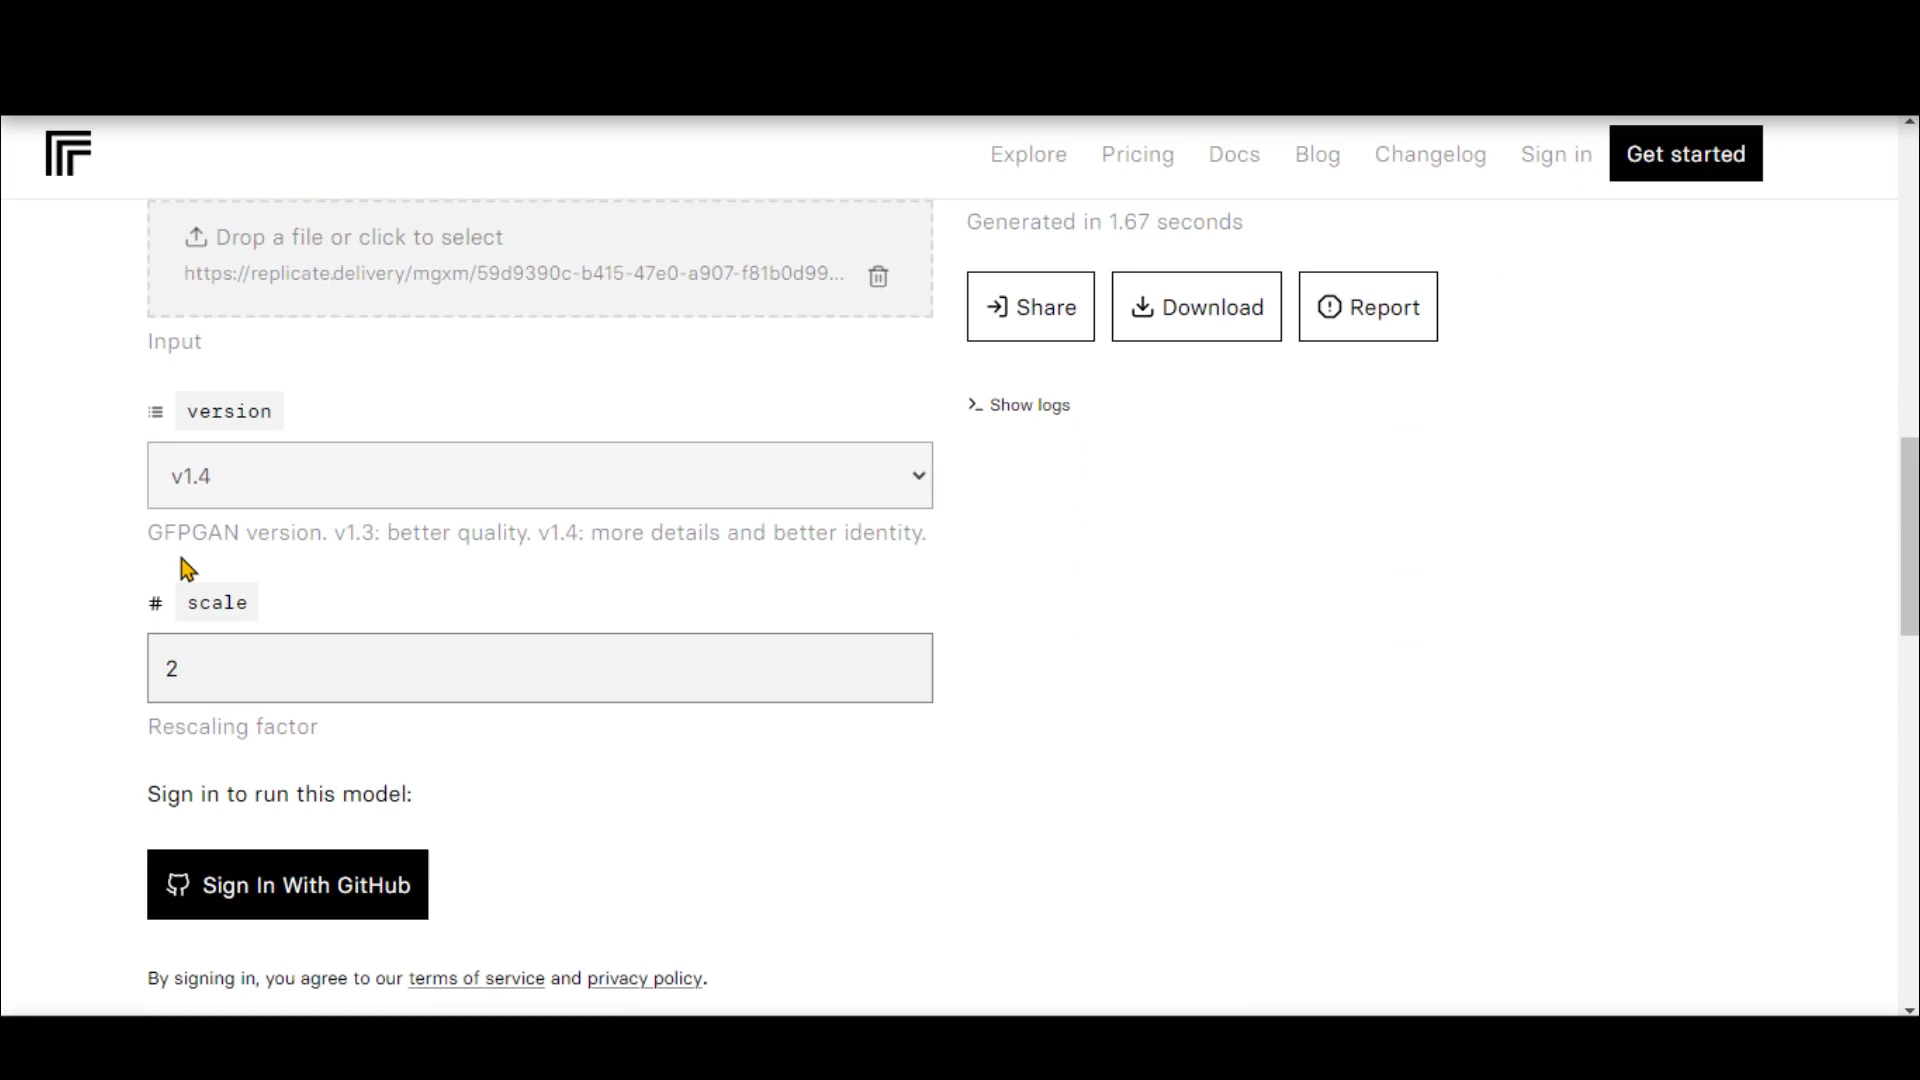 Explore Pricing Docs Blog Changelog Sign in Get started
Drop a file or click to select
https://replicate.delivery/mgxm/59d9390c-b415-47e0-a907-f81b0d99...
Input
version
v1.4
GFPGAN version. v1.3: better quality. v1.4: more details and better identity.
# scale
2
Rescaling factor
Sign in to run this model:
Sign In With GitHub
By signing in, you agree to our terms of service and privacy policy.
Generated in 1.67 seconds
Share Download Report
>_ Show logs